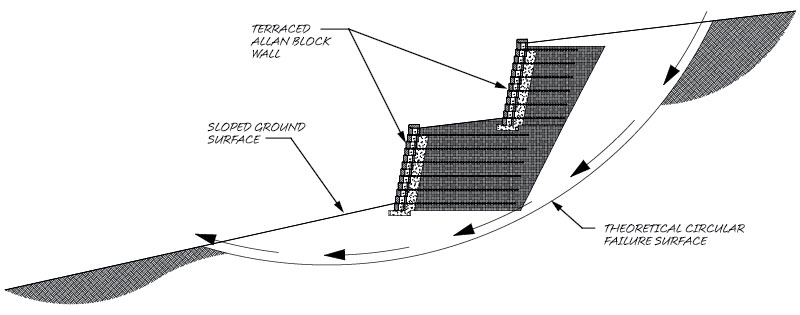 TERRACED
ALLAN BLOCK
WALL
SLOPED GROUND
SURFACE
THEORETICAL CIRCULAR
FAILURE SURFACE